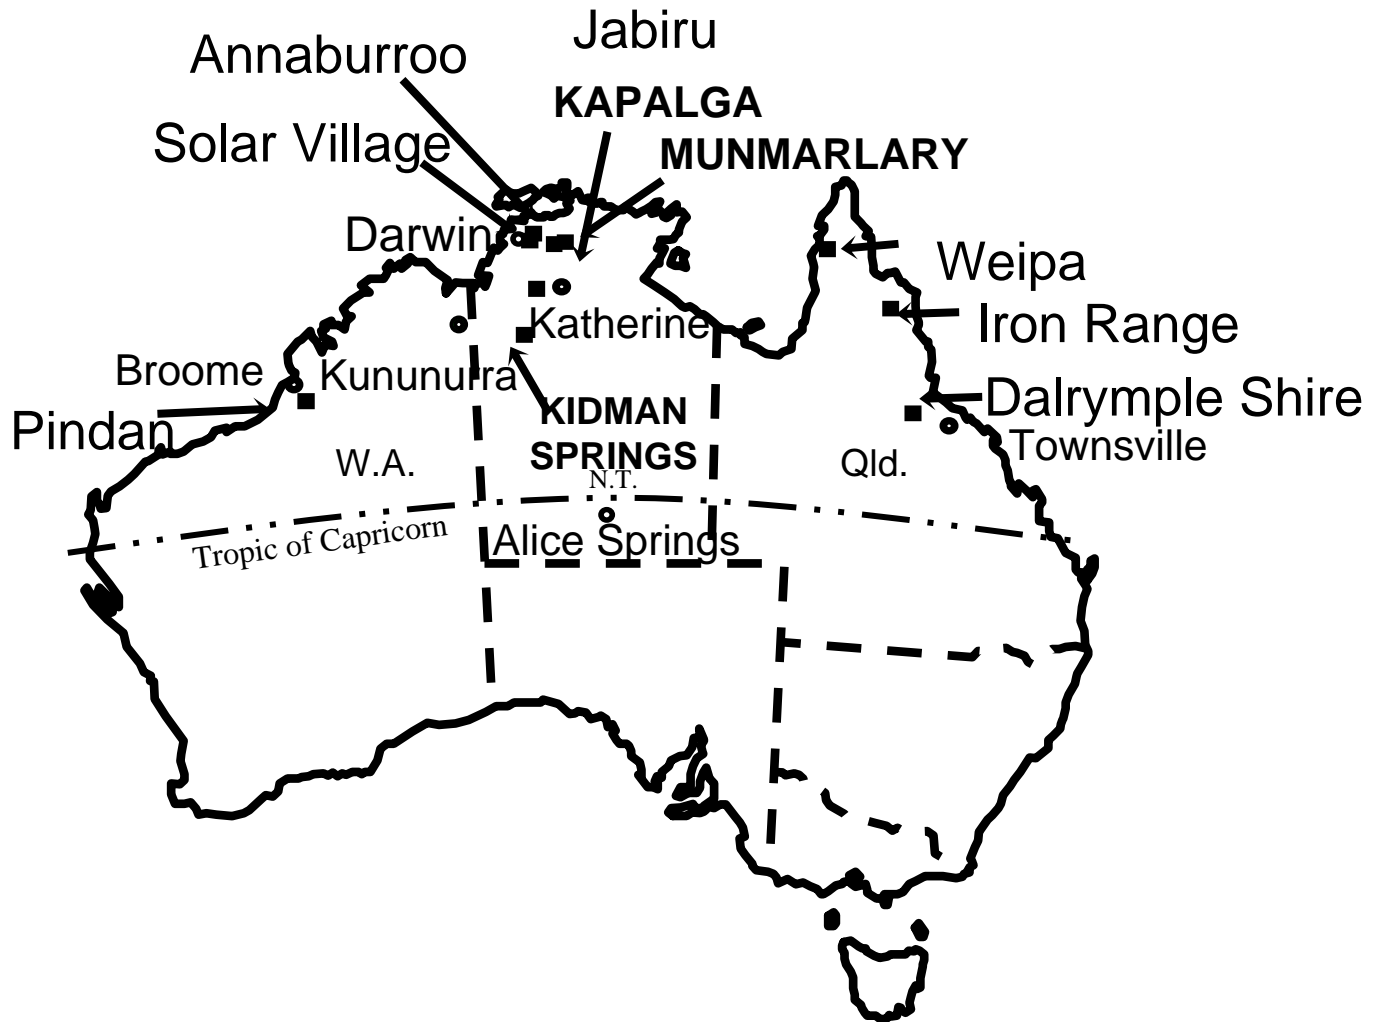 Jabiru
Annaburroo
KAPALGA
Solar Village
MUNMARLARY
Darwin
Weipa
Katherine
Iron Range
Broome
Kununurra
Dalrymple Shire
Pindan
KIDMAN
SPRINGS
Townsville
W.A.
Qld.
N.T.
Tropic of Capricorn
Alice Springs